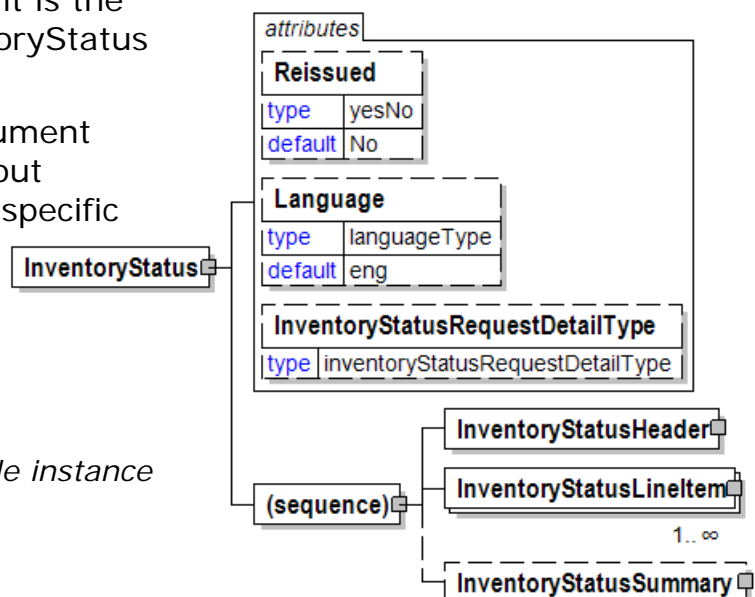 nt is the
oryStatus
ument
out
specific
le instance
InventoryStatus
attributes
Reissued
type yesNo
default No
Language
type languageType
default eng
InventoryStatusRequestDetailType
type inventoryStatusRequestDetailType
(sequence)
InventoryStatusHeader
InventoryStatusLineItem
1.. ∞
InventoryStatusSummary